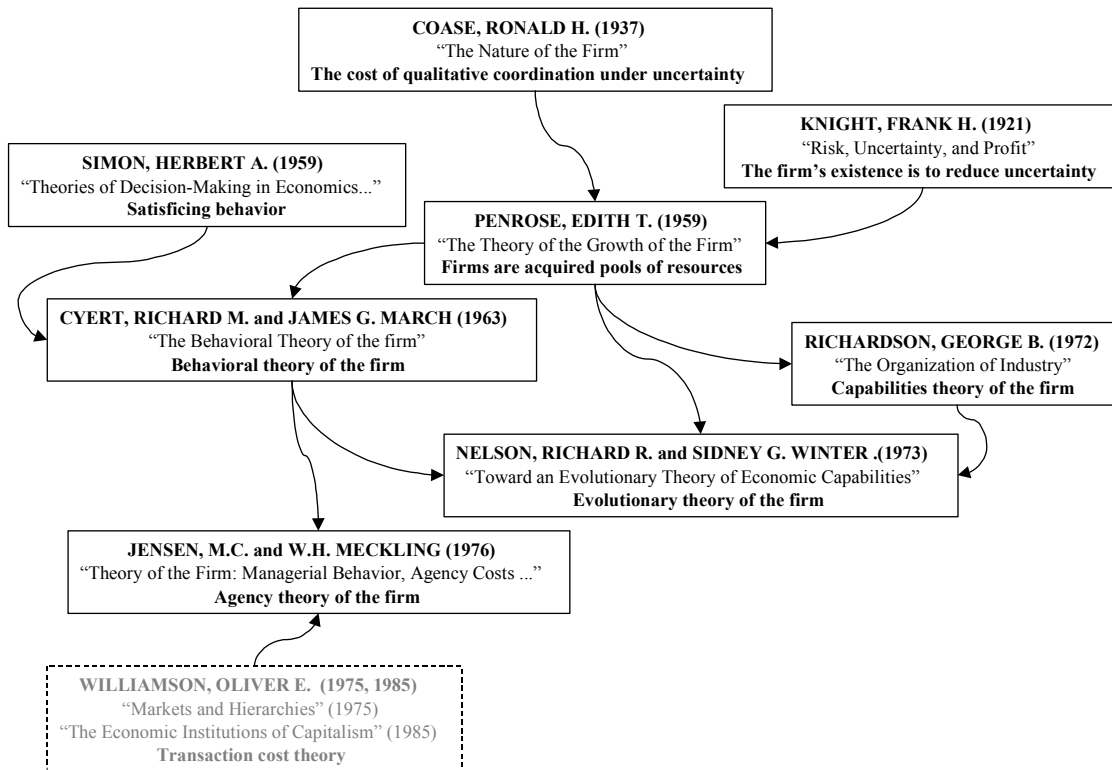 COASE, RONALD H. (1937)
“The Nature of the Firm”
The cost of qualitative coordination under uncertainty
KNIGHT, FRANK H. (1921)
“Risk, Uncertainty, and Profit”
The firm’s existence is to reduce uncertainty
SIMON, HERBERT A. (1959)
“Theories of Decision-Making in Economics...”
Satisficing behavior
PENROSE, EDITH T. (1959)
“The Theory of the Growth of the Firm”
Firms are acquired pools of resources
CYERT, RICHARD M. and JAMES G. MARCH (1963)
“The Behavioral Theory of the firm”
Behavioral theory of the firm
RICHARDSON, GEORGE B. (1972)
“The Organization of Industry”
Capabilities theory of the firm
NELSON, RICHARD R. and SIDNEY G. WINTER .(1973)
“Toward an Evolutionary Theory of Economic Capabilities”
Evolutionary theory of the firm
JENSEN, M.C. and W.H. MECKLING (1976)
“Theory of the Firm: Managerial Behavior, Agency Costs ...”
Agency theory of the firm
WILLIAMSON, OLIVER E. (1975, 1985)
“Markets and Hierarchies” (1975)
“The Economic Institutions of Capitalism” (1985)
Transaction cost theory